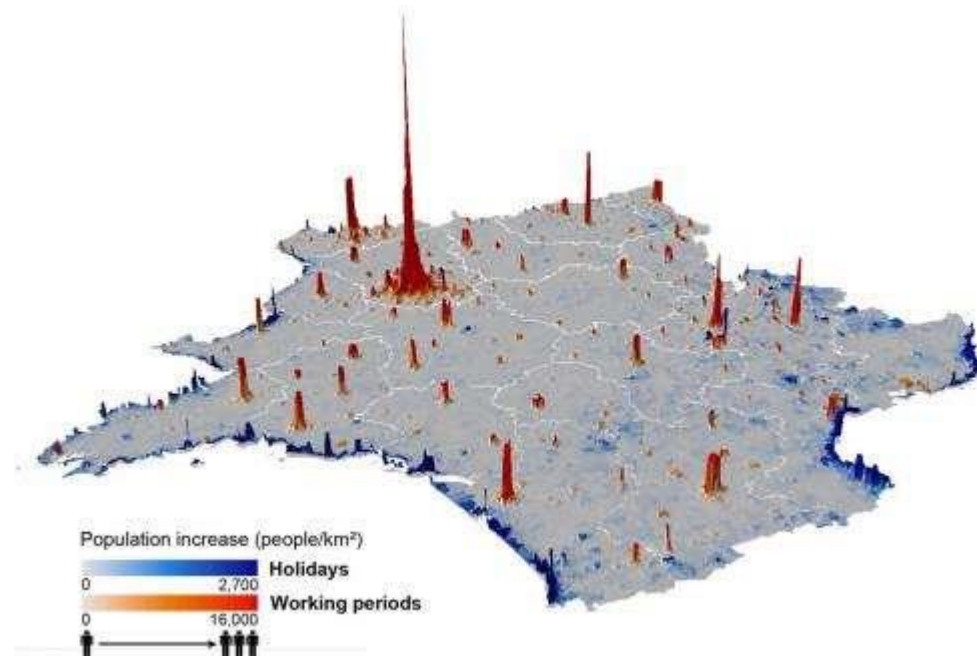 Population increase (people/km²)
Holidays
0 2,700
Working periods
0 16,000